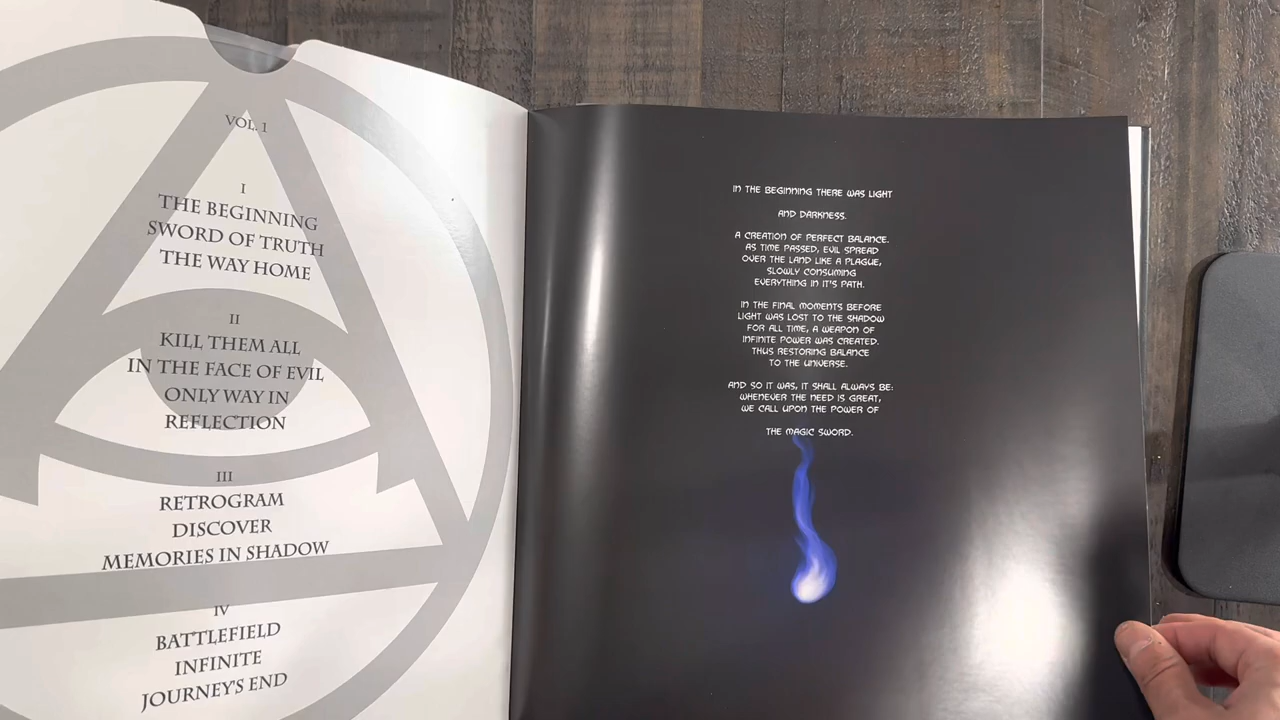 VOL. 1
I
THE BEGINNING
SWORD OF TRUTH
THE WAY HOME
II
KILL THEM ALL
IN THE FACE OF EVIL
ONLY WAY IN
REFLECTION
III
RETROGRAM
DISCOVER
MEMORIES IN SHADOW
IV
BATTLEFIELD
INFINITE
JOURNEY'S END
IN THE BEGINNING THERE WAS LIGHT
AND DARKNESS.
A CREATION OF PERFECT BALANCE.
AS TIME PASSED, EVIL SPREAD
OVER THE LAND LIKE A PLAGUE,
SLOWLY CONSUMING
EVERYTHING IN IT'S PATH.
IN THE FINAL MOMENTS BEFORE
LIGHT WAS LOST TO THE SHADOW
FOR ALL TIME, A WEAPON OF
INFINITE POWER WAS CREATED.
THUS RESTORING BALANCE
TO THE UNIVERSE.
AND SO IT WAS, IT SHALL ALWAYS BE:
WHENEVER THE NEED IS GREAT,
WE CALL UPON THE POWER OF
THE MAGIC SWORD.